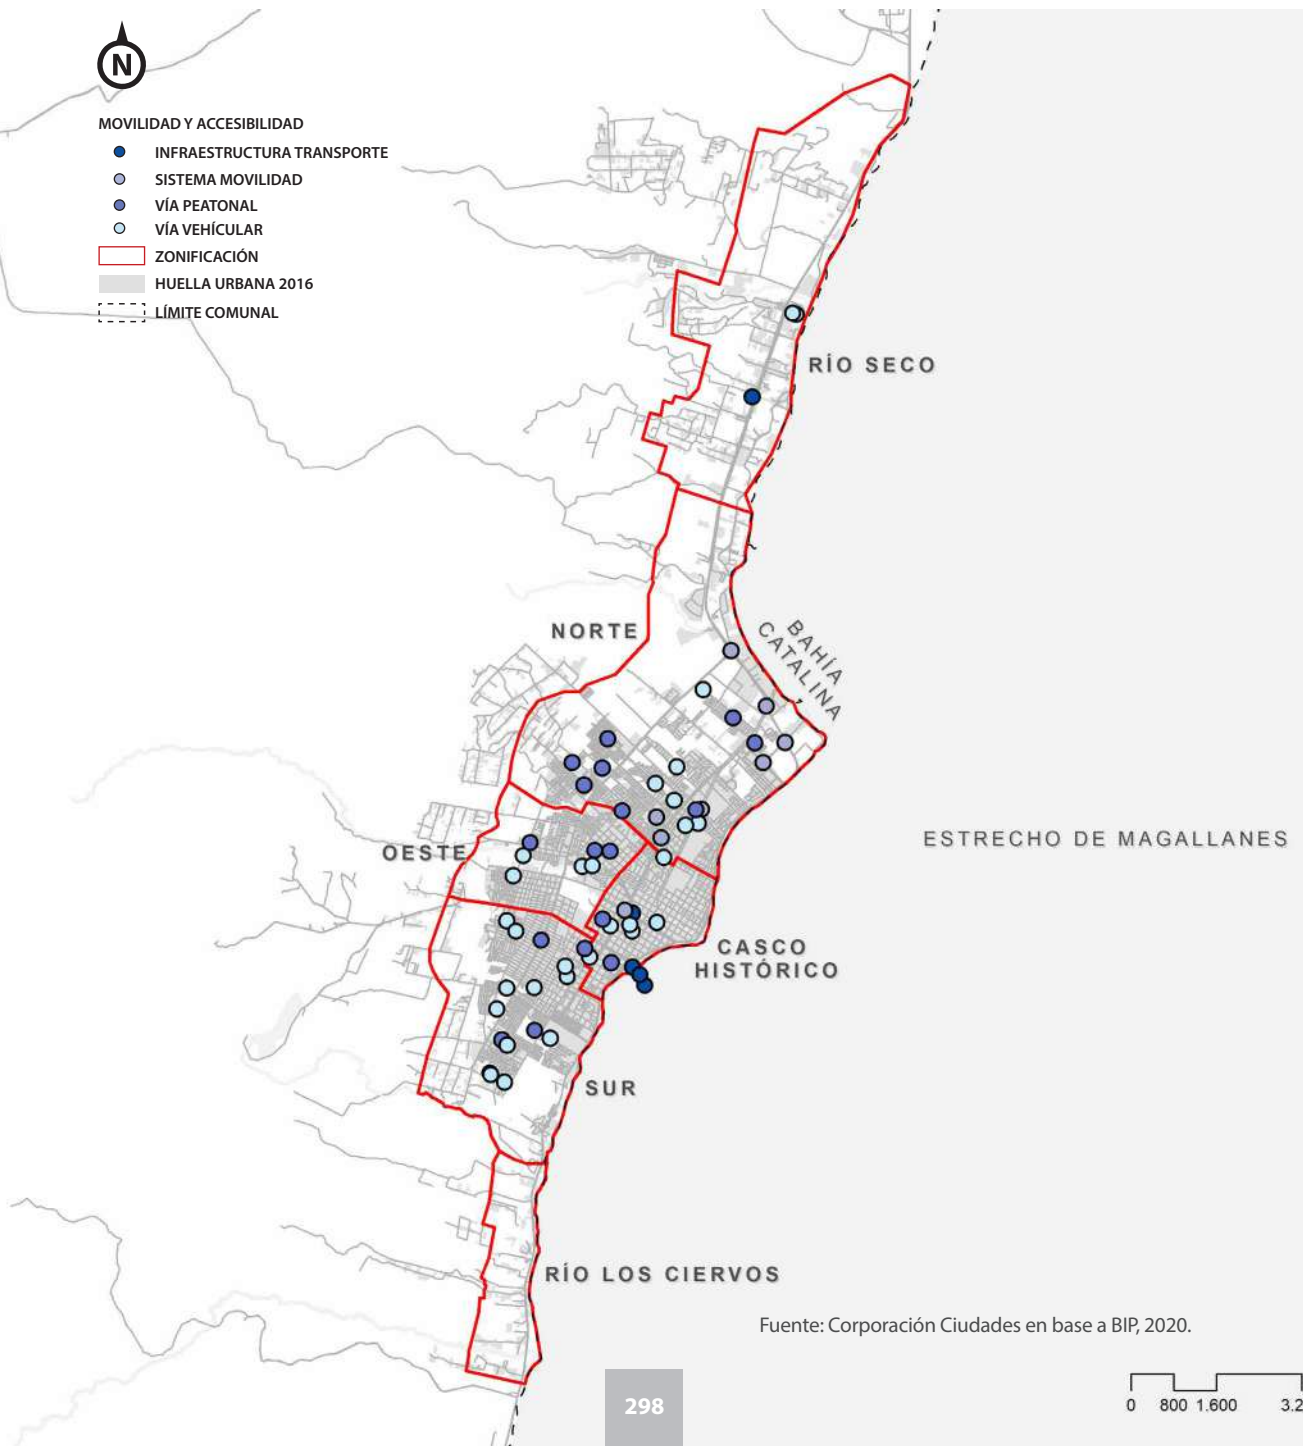 N
MOVILIDAD Y ACCESIBILIDAD
INFRAESTRUCTURA TRANSPORTE
SISTEMA MOVILIDAD
VÍA PEATONAL
VÍA VEHÍCULAR
ZONIFICACIÓN
HUELLA URBANA 2016
LÍMITE COMUNAL
RÍO SECO
NORTE
BAHÍA
CATALINA
ESTRECHO DE MAGALLANES
OESTE
CASCO
HISTÓRICO
SUR
RÍO LOS CIERVOS
Fuente: Corporación Ciudades en base a BIP, 2020.
298
0 800 1.600 3.2